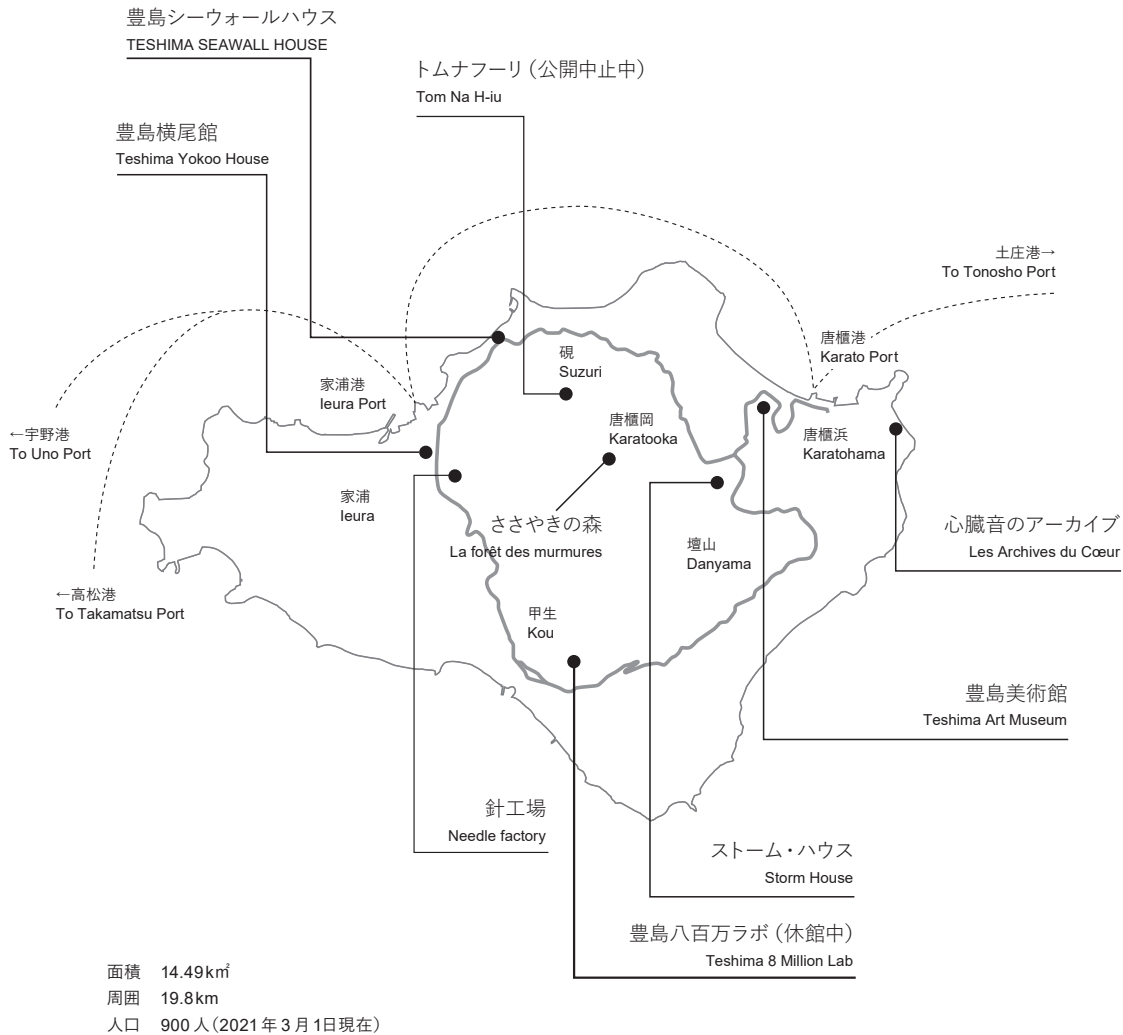 豊島シーウォールハウス
TESHIMA SEAWALL HOUSE
トムナフーリ（公開中止中）
Tom Na H-iu
豊島横尾館
Teshima Yokoo House
土庄港→
To Tonosho Port
唐櫃港
Karato Port
硯
Suzuri
家浦港
Ieura Port
唐櫃岡
Karatooka
唐櫃浜
Karatohama
←宇野港
To Uno Port
家浦
Ieura
ささやきの森
La forêt des murmures
心臓音のアーカイブ
Les Archives du Cœur
壇山
Danyama
←高松港
To Takamatsu Port
甲生
Kou
豊島美術館
Teshima Art Museum
針工場
Needle factory
ストーム・ハウス
Storm House
豊島八百万ラボ（休館中）
Teshima 8 Million Lab
面積 14.49k㎡
周囲 19.8km
人口 900人（2021年3月1日現在）